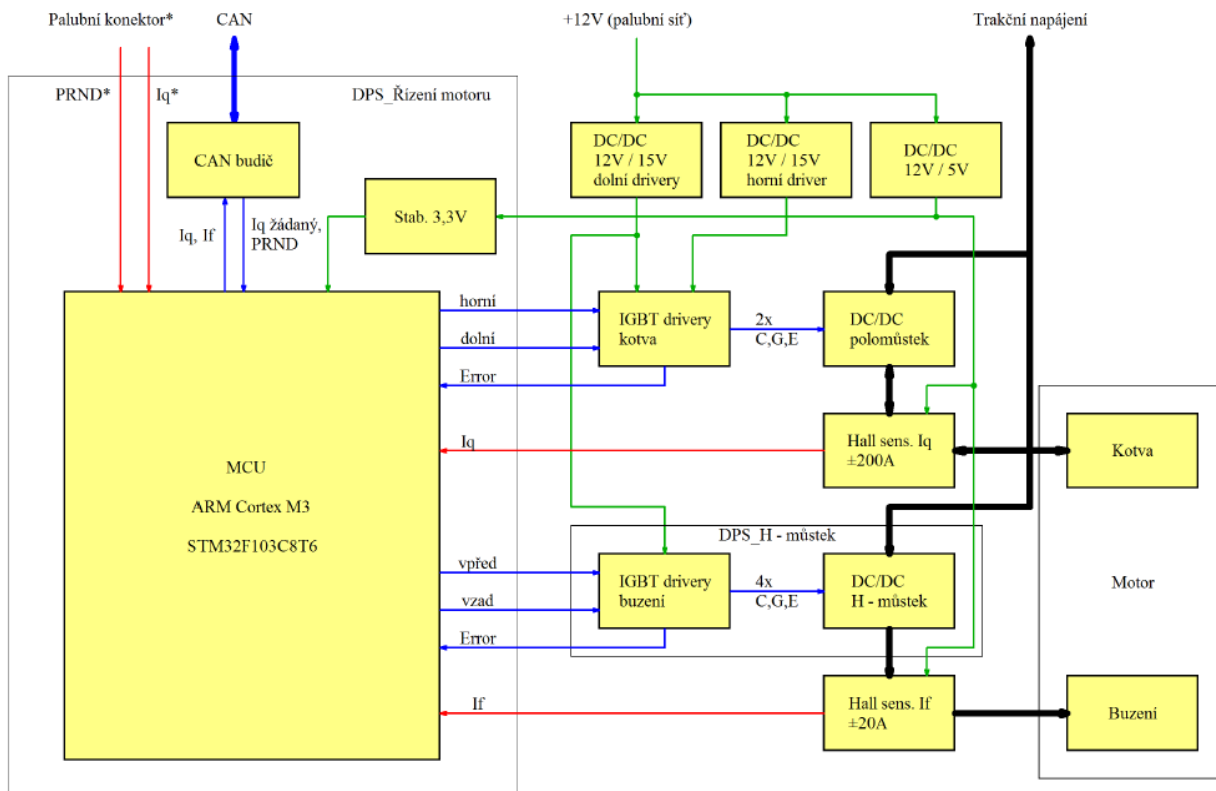 Palubní konektor*
CAN
+12V (palubní síť)
Trakční napájení
PRND*
Iq*
DPS_Řízení motoru
CAN budič
DC/DC
12V / 15V
dolní drivery
DC/DC
12V / 15V
horní driver
DC/DC
12V / 5V
Stab. 3,3V
Iq, If
Iq žádaný,
PRND
horní
dolní
Error
IGBT drivery
kotva
2x
C,G,E
DC/DC
polomůstek
Iq
Hall sens. Iq
±200A
Kotva
MCU
ARM Cortex M3
STM32F103C8T6
DPS_H - můstek
vpřed
vzad
Error
IGBT drivery
buzení
4x
C,G,E
DC/DC
H - můstek
Motor
If
Hall sens. If
±20A
Buzení